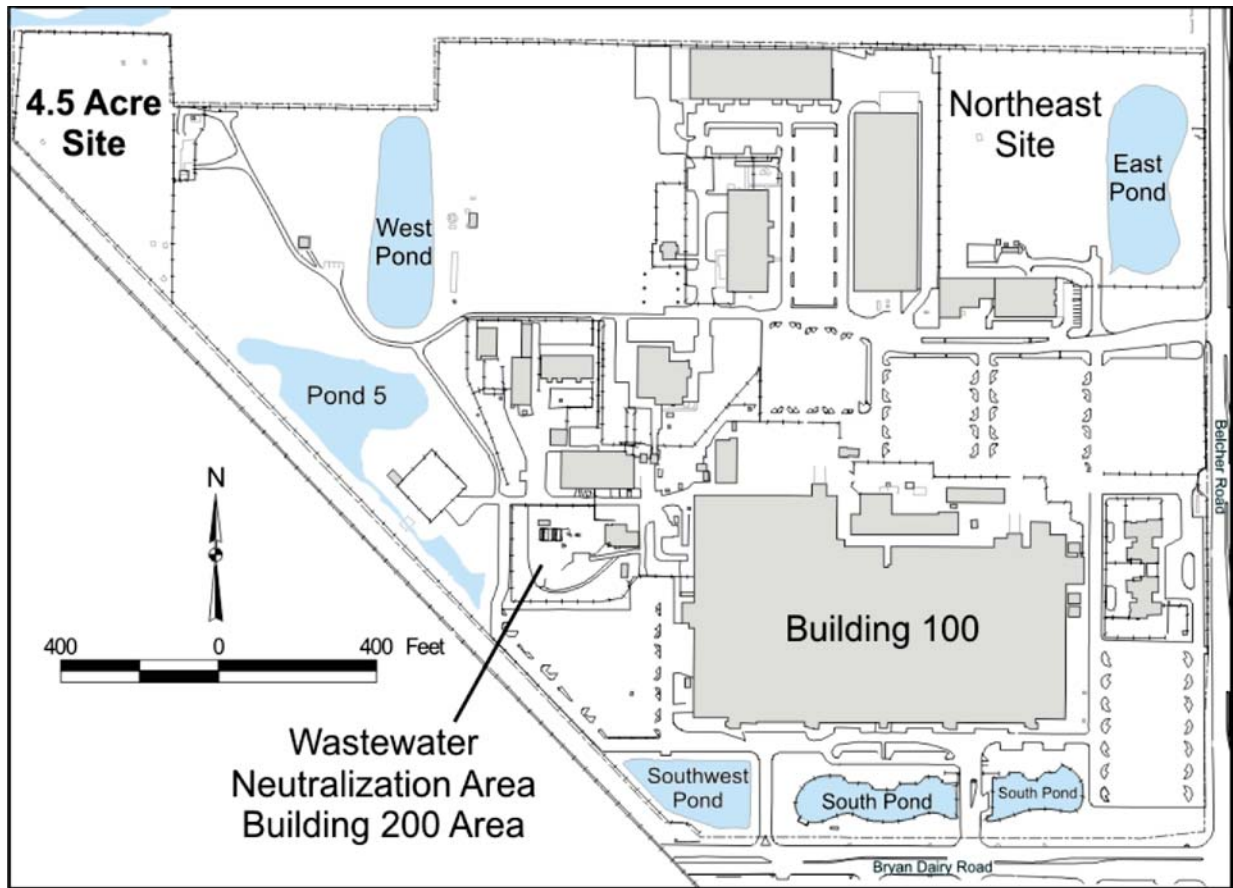 4.5 Acre
Site
Northeast
Site
East
Pond
West
Pond
Pond 5
Belcher Road
N
400 0 400 Feet
Building 100
Wastewater
Neutralization Area
Building 200 Area
Southwest
Pond
South Pond
South Pond
Bryan Dairy Road